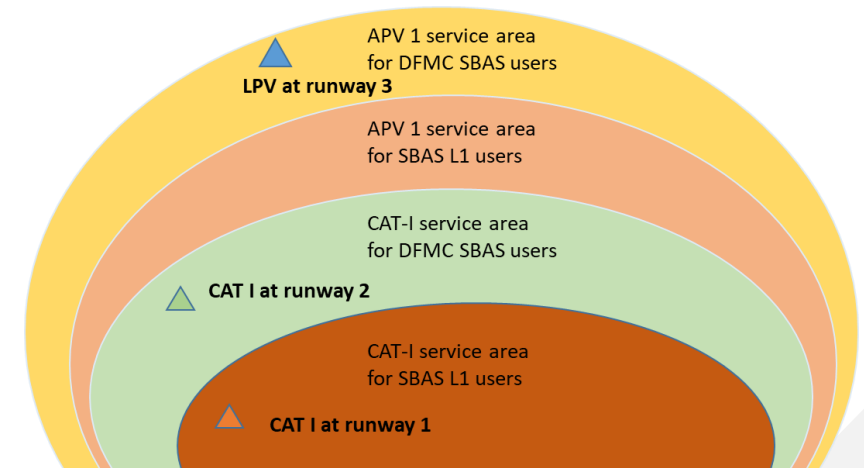 APV 1 service area
for DFMC SBAS users
LPV at runway 3
APV 1 service area
for SBAS L1 users
CAT-I service area
for DFMC SBAS users
CAT I at runway 2
CAT-I service area
for SBAS L1 users
CAT I at runway 1